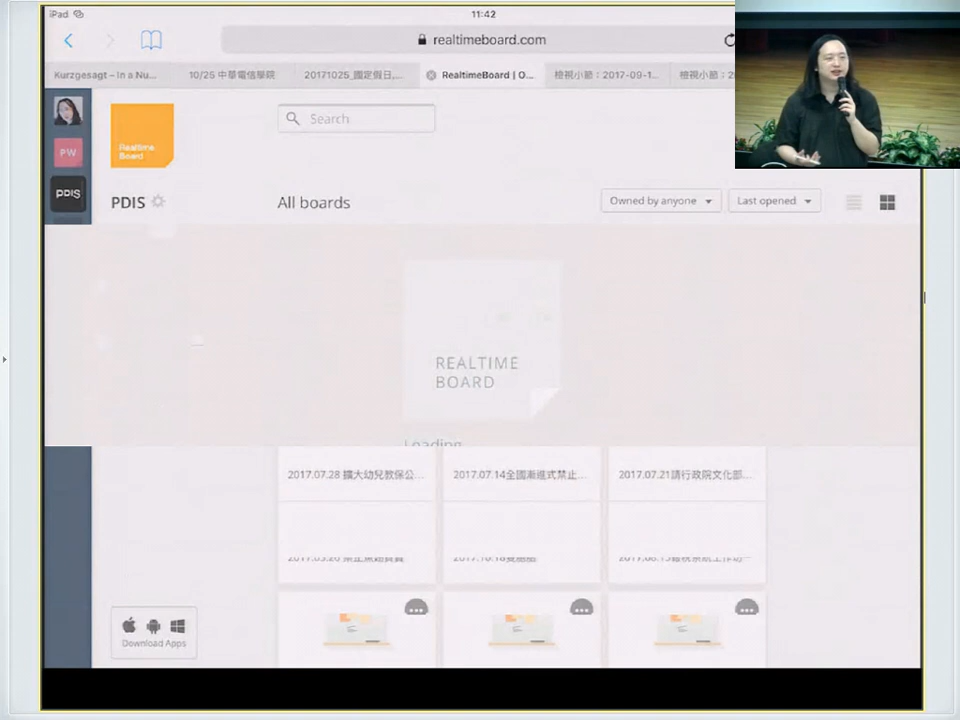 iPad
11:42
realtimeboard.com
Kurzgesagt – In a Nu...
10/25 中華電信學院
20171025_國定假日,...
RealtimeBoard | O...
檢視小節：2017-09-1...
檢視小節：2
Realtime
Board
Search
PW
PDIS
PDIS
All boards
Owned by anyone
Last opened
REALTIME
BOARD
Loading
2017.07.28 擴大幼兒教保公...
2017.07.14全國漸進式禁止...
2017.07.21請行政院文化部...
Download Apps